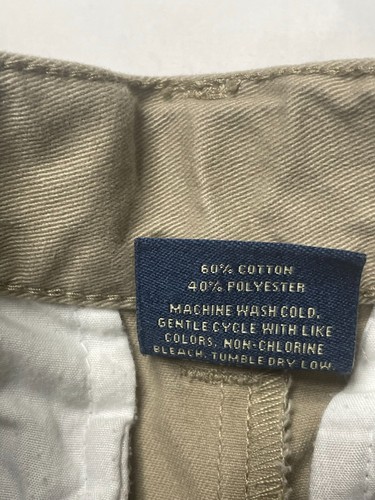 60% COTTON
40% POLYESTER
MACHINE WASH COLD,
GENTLE CYCLE WITH LIKE
COLORS, NON-CHLORINE
BLEACH, TUMBLE DRY LOW.